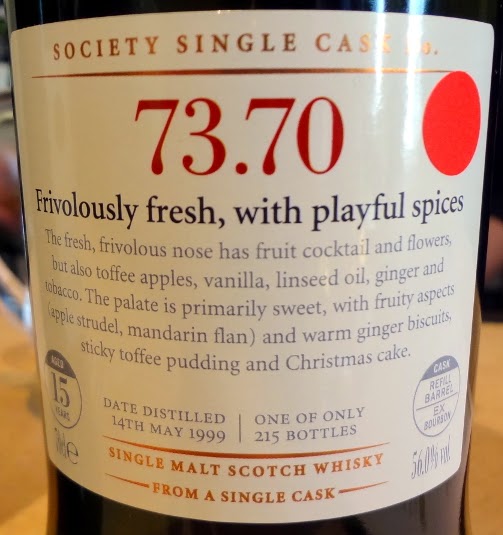 SOCIETY SINGLE CASK No.
73.70
Frivolously fresh, with playful spices
The fresh, frivolous nose has fruit cocktail and flowers,
but also toffee apples, vanilla, linseed oil, ginger and
tobacco. The palate is primarily sweet, with fruity aspects
(apple strudel, mandarin flan) and warm ginger biscuits,
sticky toffee pudding and Christmas cake.
AGED
15
YEARS
DATE DISTILLED
14TH MAY 1999
ONE OF ONLY
215 BOTTLES
CASK
REFILL
BARREL
EX
BOURBON
70cl e
SINGLE MALT SCOTCH WHISKY
FROM A SINGLE CASK
56.0% vol